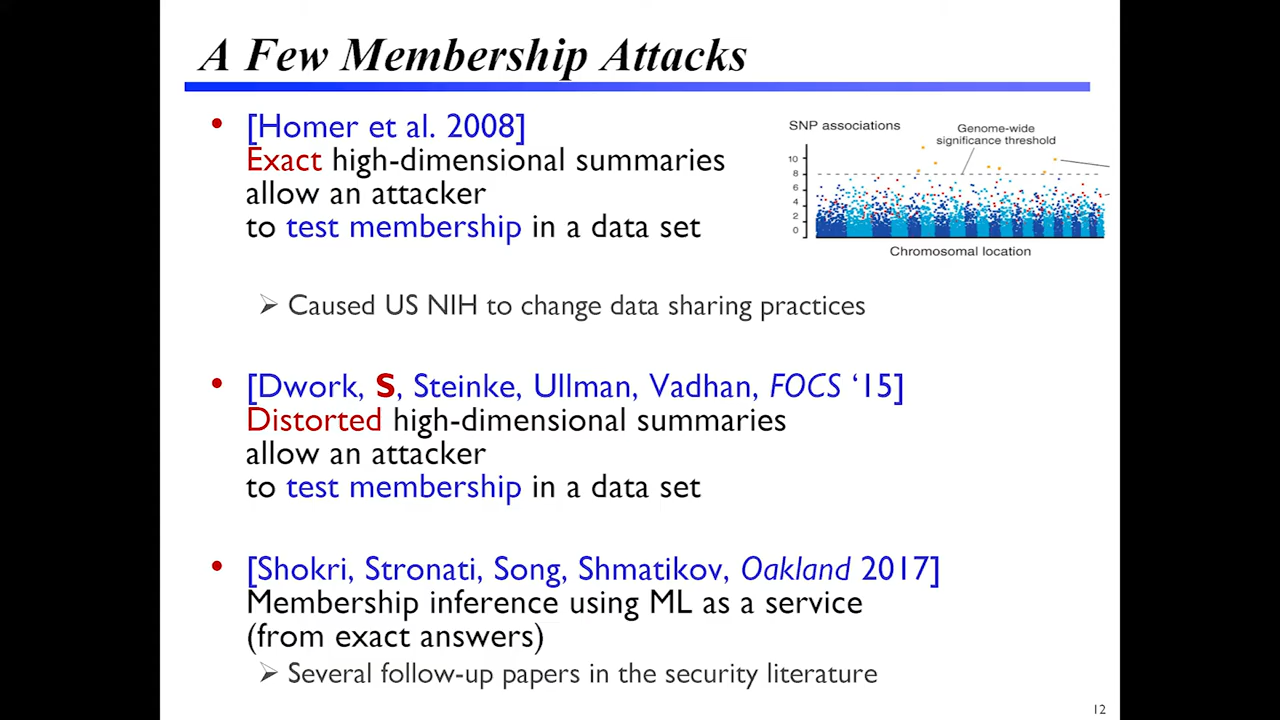 A Few Membership Attacks
• [Homer et al. 2008]
Exact high-dimensional summaries
allow an attacker
to test membership in a data set
SNP associations
Genome-wide
significance threshold
10
8
6
4
2
0
Chromosomal location
➢ Caused US NIH to change data sharing practices
• [Dwork, S, Steinke, Ullman, Vadhan, FOCS ‘15]
Distorted high-dimensional summaries
allow an attacker
to test membership in a data set
• [Shokri, Stronati, Song, Shmatikov, Oakland 2017]
Membership inference using ML as a service
(from exact answers)
➢ Several follow-up papers in the security literature
12